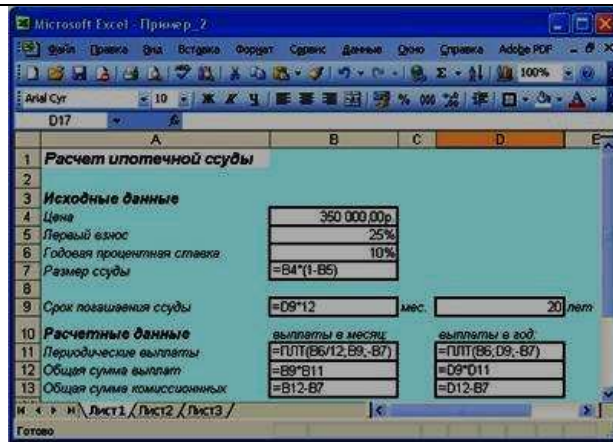 Microsoft Excel - Пример_2
Файл Правка Вид Вставка Формат Сервис Данные Окно Справка Adobe PDF
100%
Arial Cyr 10 Ж К Ч % 000
D17 fx
A B C D E
1 Расчет ипотечной ссуды
2
3 Исходные данные
4 Цена 350 000,00р.
5 Первый взнос 25%
6 Годовая процентная ставка 10%
7 Размер ссуды =B4*(1-B5)
8
9 Срок погашения ссуды =D9*12 мес. 20 лет
10 Расчетные данные выплаты в месяц: выплаты в год:
11 Периодические выплаты =ПЛТ(B6/12;B9;-B7) =ПЛТ(B6;D9;-B7)
12 Общая сумма выплат =B9*B11 =D9*D11
13 Общая сумма комиссионных =B12-B7 =D12-B7
Лист1 Лист2 Лист3
Готово